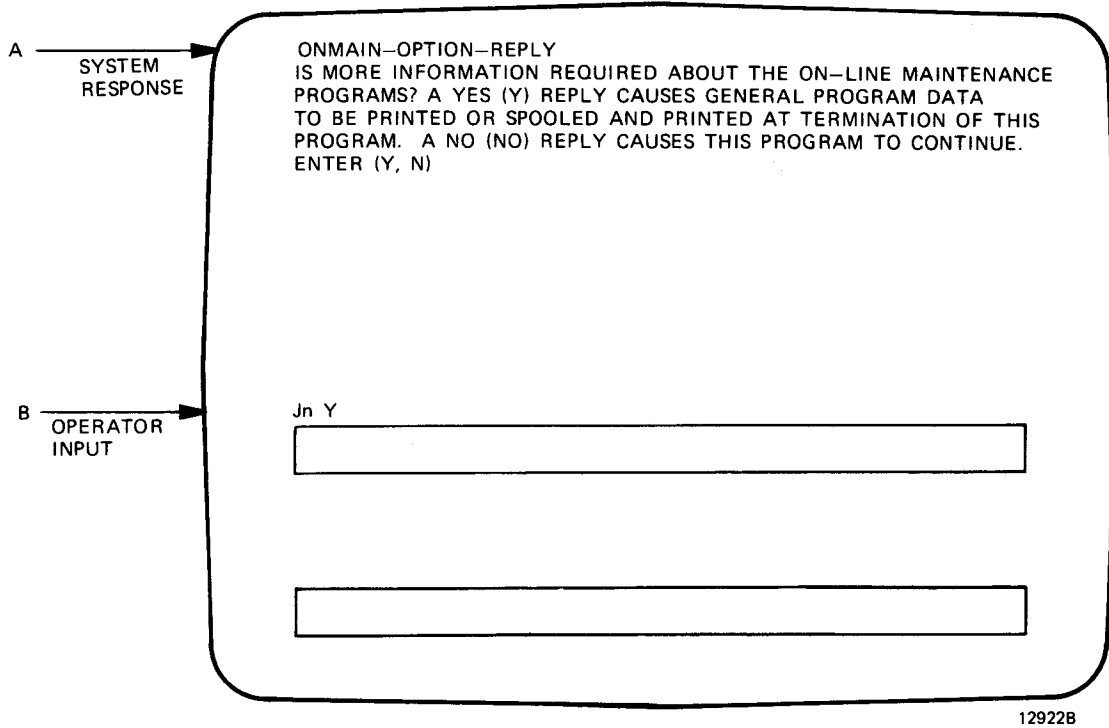 A
SYSTEM
RESPONSE
ONMAIN—OPTION—REPLY
IS MORE INFORMATION REQUIRED ABOUT THE ON—LINE MAINTENANCE
PROGRAMS? A YES (Y) REPLY CAUSES GENERAL PROGRAM DATA
TO BE PRINTED OR SPOOLED AND PRINTED AT TERMINATION OF THIS
PROGRAM. A NO (NO) REPLY CAUSES THIS PROGRAM TO CONTINUE.
ENTER (Y, N)
B
OPERATOR
INPUT
Jn Y
12922B